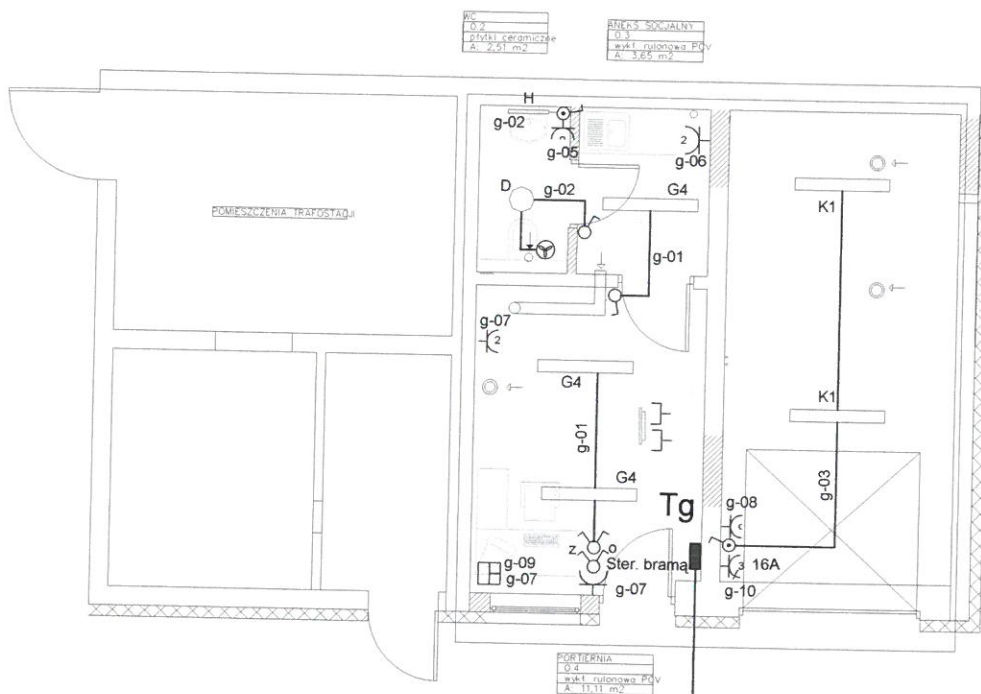 WC
0.2
płytki ceramiczne
A: 2,51 m2
ANEKS SOCJALNY
0.3
wykł. rulonowa PCV
A: 3,65 m2
H
g-02
g-05
2
g-06
D
g-02
G4
K1
g-01
POMIESZCZENIA TRAFOSTACJI
g-07
2
G4
K1
g-01
G4
g-03
Tg
g-08
z
o
Ster. bramą
3
16A
g-09
g-07
g-07
g-10
PORTIERNIA
0.4
wykł. rulonowa PCV
A: 11,11 m2